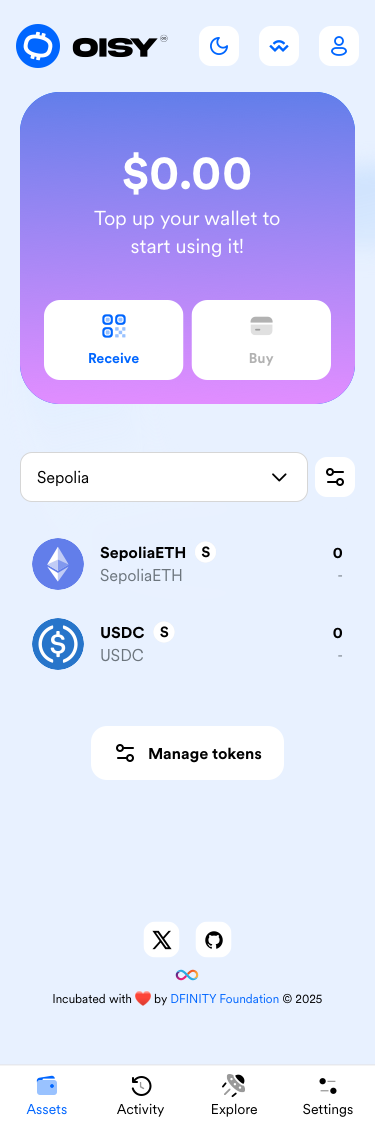 OISY
$0.00
Top up your wallet to
start using it!
Receive
Buy
Sepolia
SepoliaETH S 0
SepoliaETH -
USDC S 0
USDC -
Manage tokens
Incubated with ❤️ by DFINITY Foundation © 2025
Assets
Activity
Explore
Settings